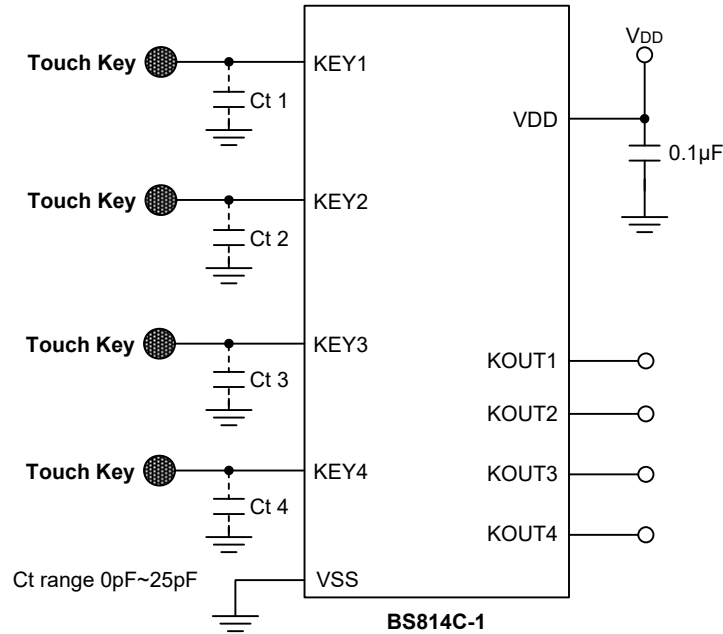 VDD
Touch Key
KEY1
Ct 1
VDD
0.1µF
Touch Key
KEY2
Ct 2
Touch Key
KEY3
Ct 3
KOUT1
KOUT2
Touch Key
KEY4
Ct 4
KOUT3
KOUT4
Ct range 0pF~25pF
VSS
BS814C-1